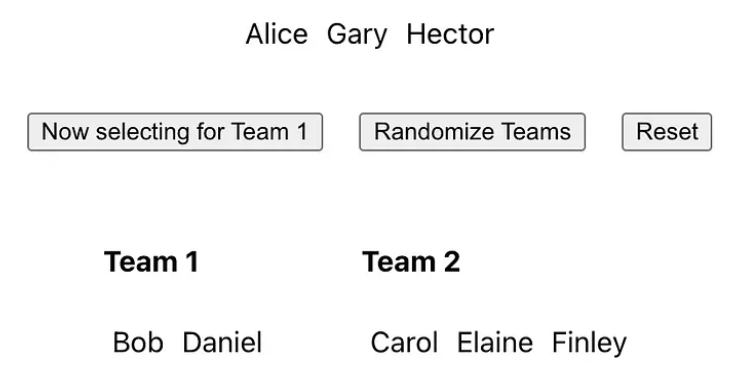 Alice Gary Hector
Now selecting for Team 1 Randomize Teams Reset
Team 1 Team 2
Bob Daniel Carol Elaine Finley